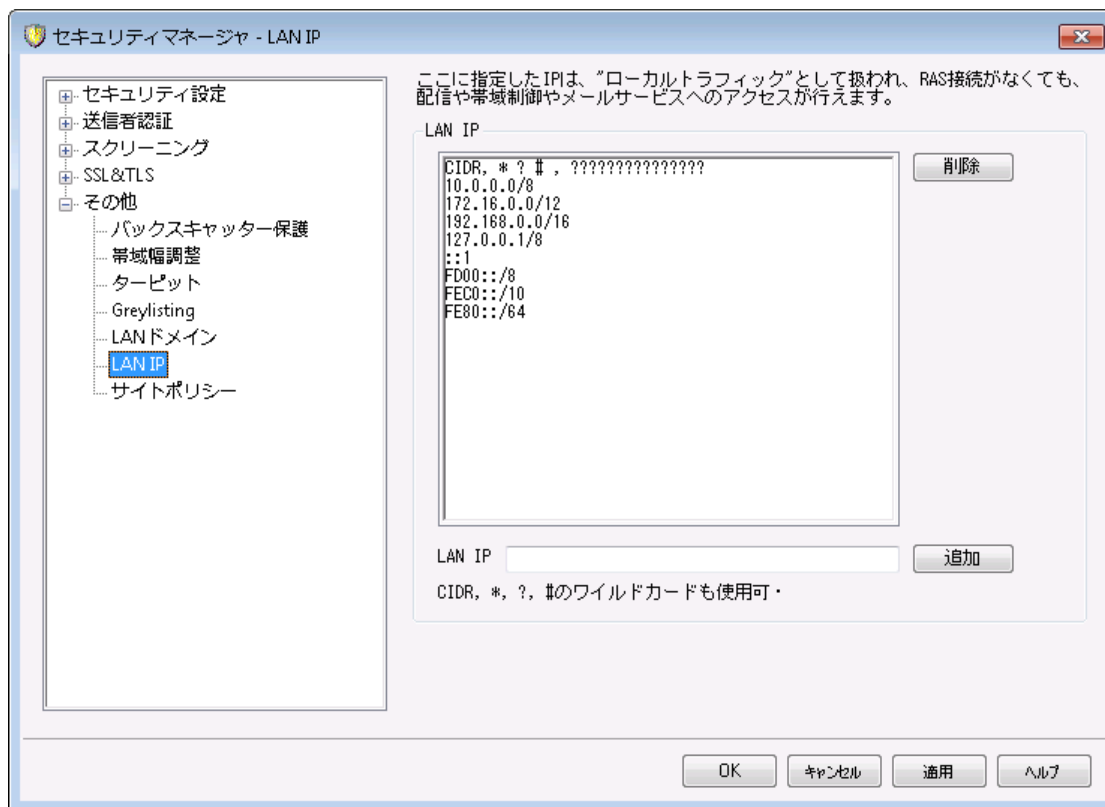 セキュリティマネージャ - LAN IP
セキュリティ設定
送信者認証
スクリーニング
SSL&TLS
その他
バックスキャッター保護
帯域幅調整
ターピット
Greylisting
LANドメイン
LAN IP
サイトポリシー
ここに指定したIPは、"ローカルトラフィック"として扱われ、RAS接続がなくても、
配信や帯域制御やメールサービスへのアクセスが行えます。
LAN IP
CIDR, * ? # , ???????????????
10.0.0.0/8
172.16.0.0/12
192.168.0.0/16
127.0.0.1/8
::1
FD00::/8
FEC0::/10
FE80::/64
削除
LAN IP
追加
CIDR, *, ?, #のワイルドカードも使用可・
OK
キャンセル
適用
ヘルプ